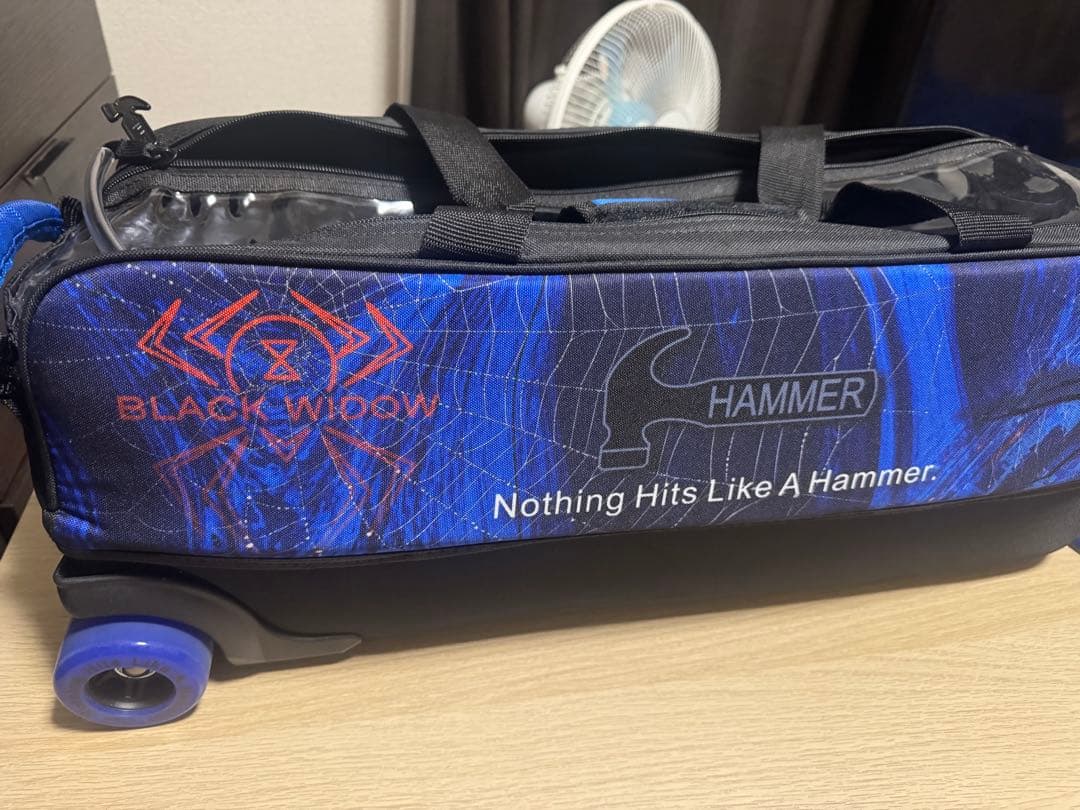 BLACK WIDOW
HAMMER
Nothing Hits Like A Hammer.